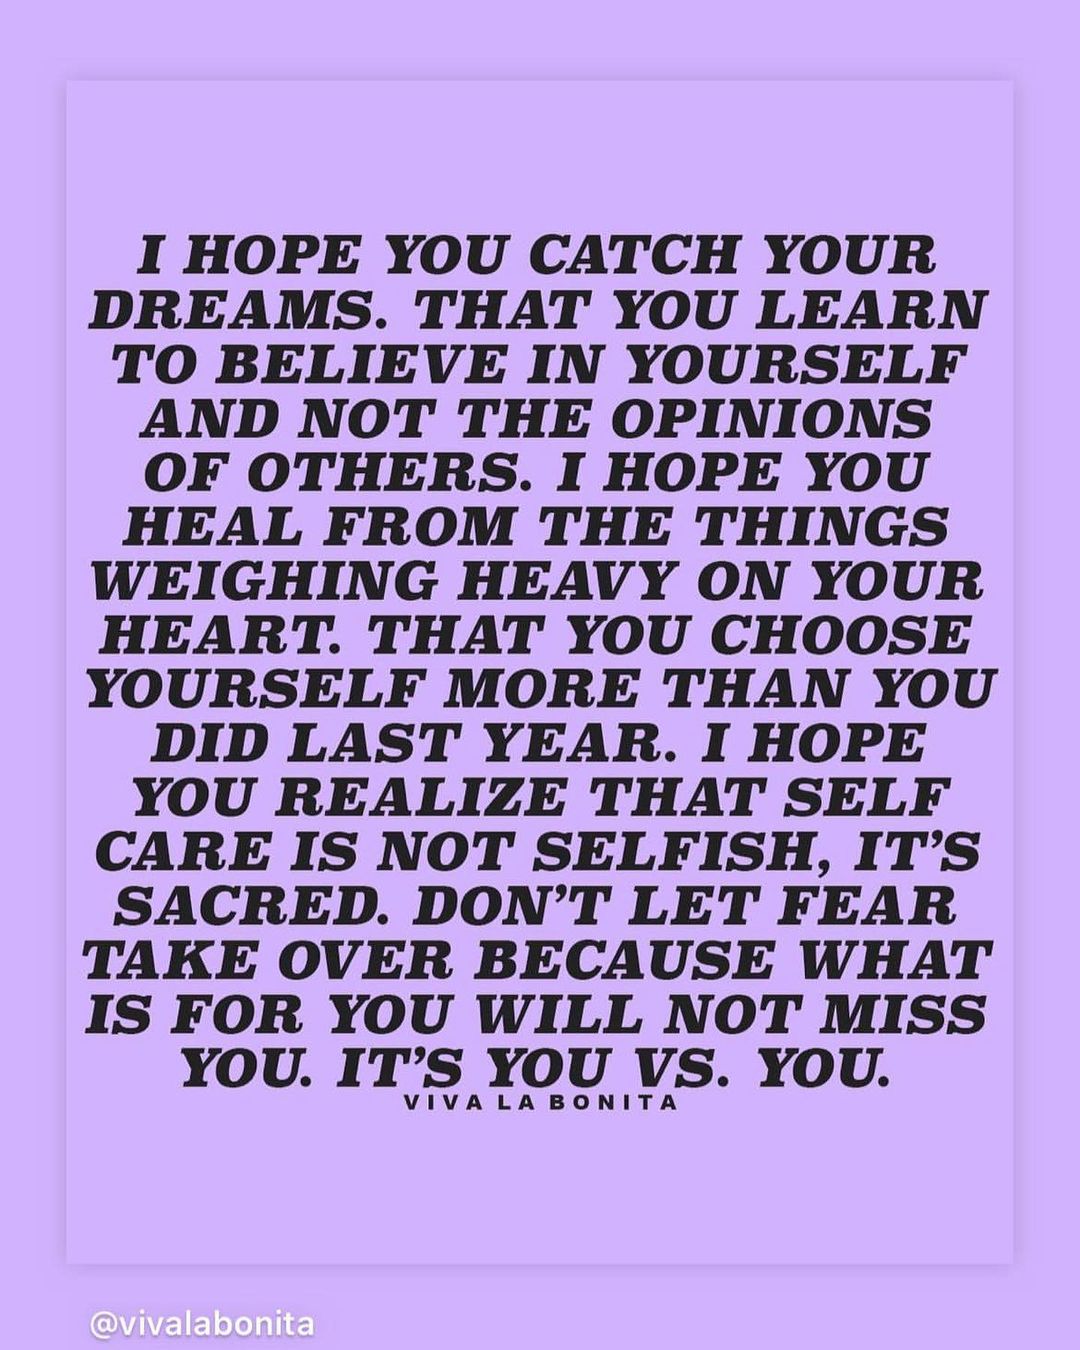 I HOPE YOU CATCH YOUR
DREAMS. THAT YOU LEARN
TO BELIEVE IN YOURSELF
AND NOT THE OPINIONS
OF OTHERS. I HOPE YOU
HEAL FROM THE THINGS
WEIGHING HEAVY ON YOUR
HEART. THAT YOU CHOOSE
YOURSELF MORE THAN YOU
DID LAST YEAR. I HOPE
YOU REALIZE THAT SELF
CARE IS NOT SELFISH, IT’S
SACRED. DON’T LET FEAR
TAKE OVER BECAUSE WHAT
IS FOR YOU WILL NOT MISS
YOU. IT’S YOU VS. YOU.
VIVA LA BONITA
@vivalabonita